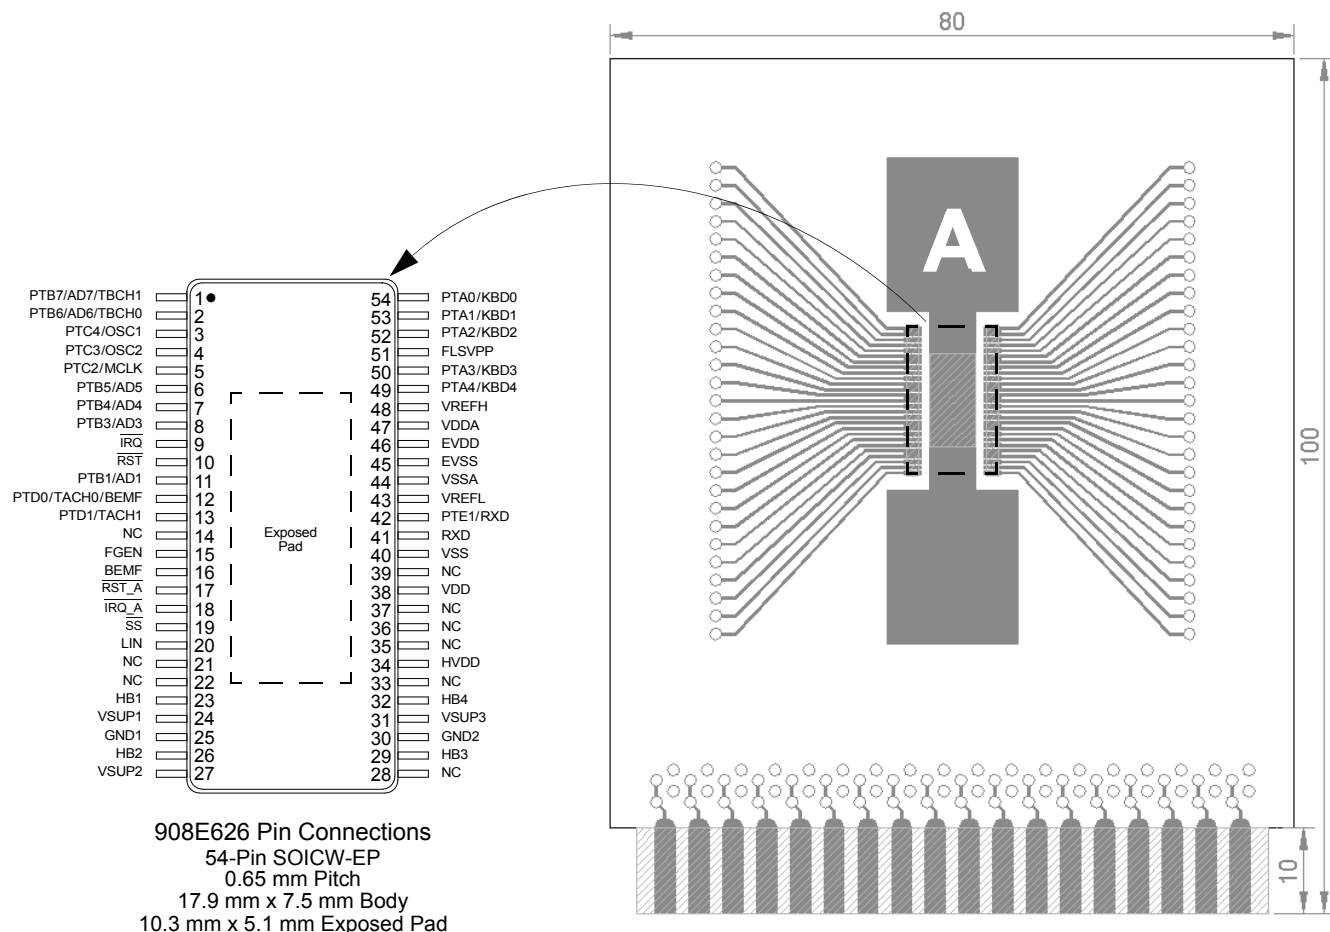 80
A
100
10
PTB7/AD7/TBCH1 1 54 PTA0/KBD0
PTB6/AD6/TBCH0 2 53 PTA1/KBD1
PTC4/OSC1 3 52 PTA2/KBD2
PTC3/OSC2 4 51 FLSVPP
PTC2/MCLK 5 50 PTA3/KBD3
PTB5/AD5 6 49 PTA4/KBD4
PTB4/AD4 7 48 VREFH
PTB3/AD3 8 47 VDDA
IRQ 9 46 EVDD
RST 10 45 EVSS
PTB1/AD1 11 44 VSSA
PTD0/TACH0/BEMF 12 43 VREFL
PTD1/TACH1 13 42 PTE1/RXD
NC 14 41 RXD
FGEN 15 40 VSS
BEMF 16 39 NC
RST_A 17 38 VDD
IRQ_A 18 37 NC
SS 19 36 NC
LIN 20 35 NC
NC 21 34 HVDD
NC 22 33 NC
HB1 23 32 HB4
VSUP1 24 31 VSUP3
GND1 25 30 GND2
HB2 26 29 HB3
VSUP2 27 28 NC
Exposed
Pad
908E626 Pin Connections
54-Pin SOICW-EP
0.65 mm Pitch
17.9 mm x 7.5 mm Body
10.3 mm x 5.1 mm Exposed Pad